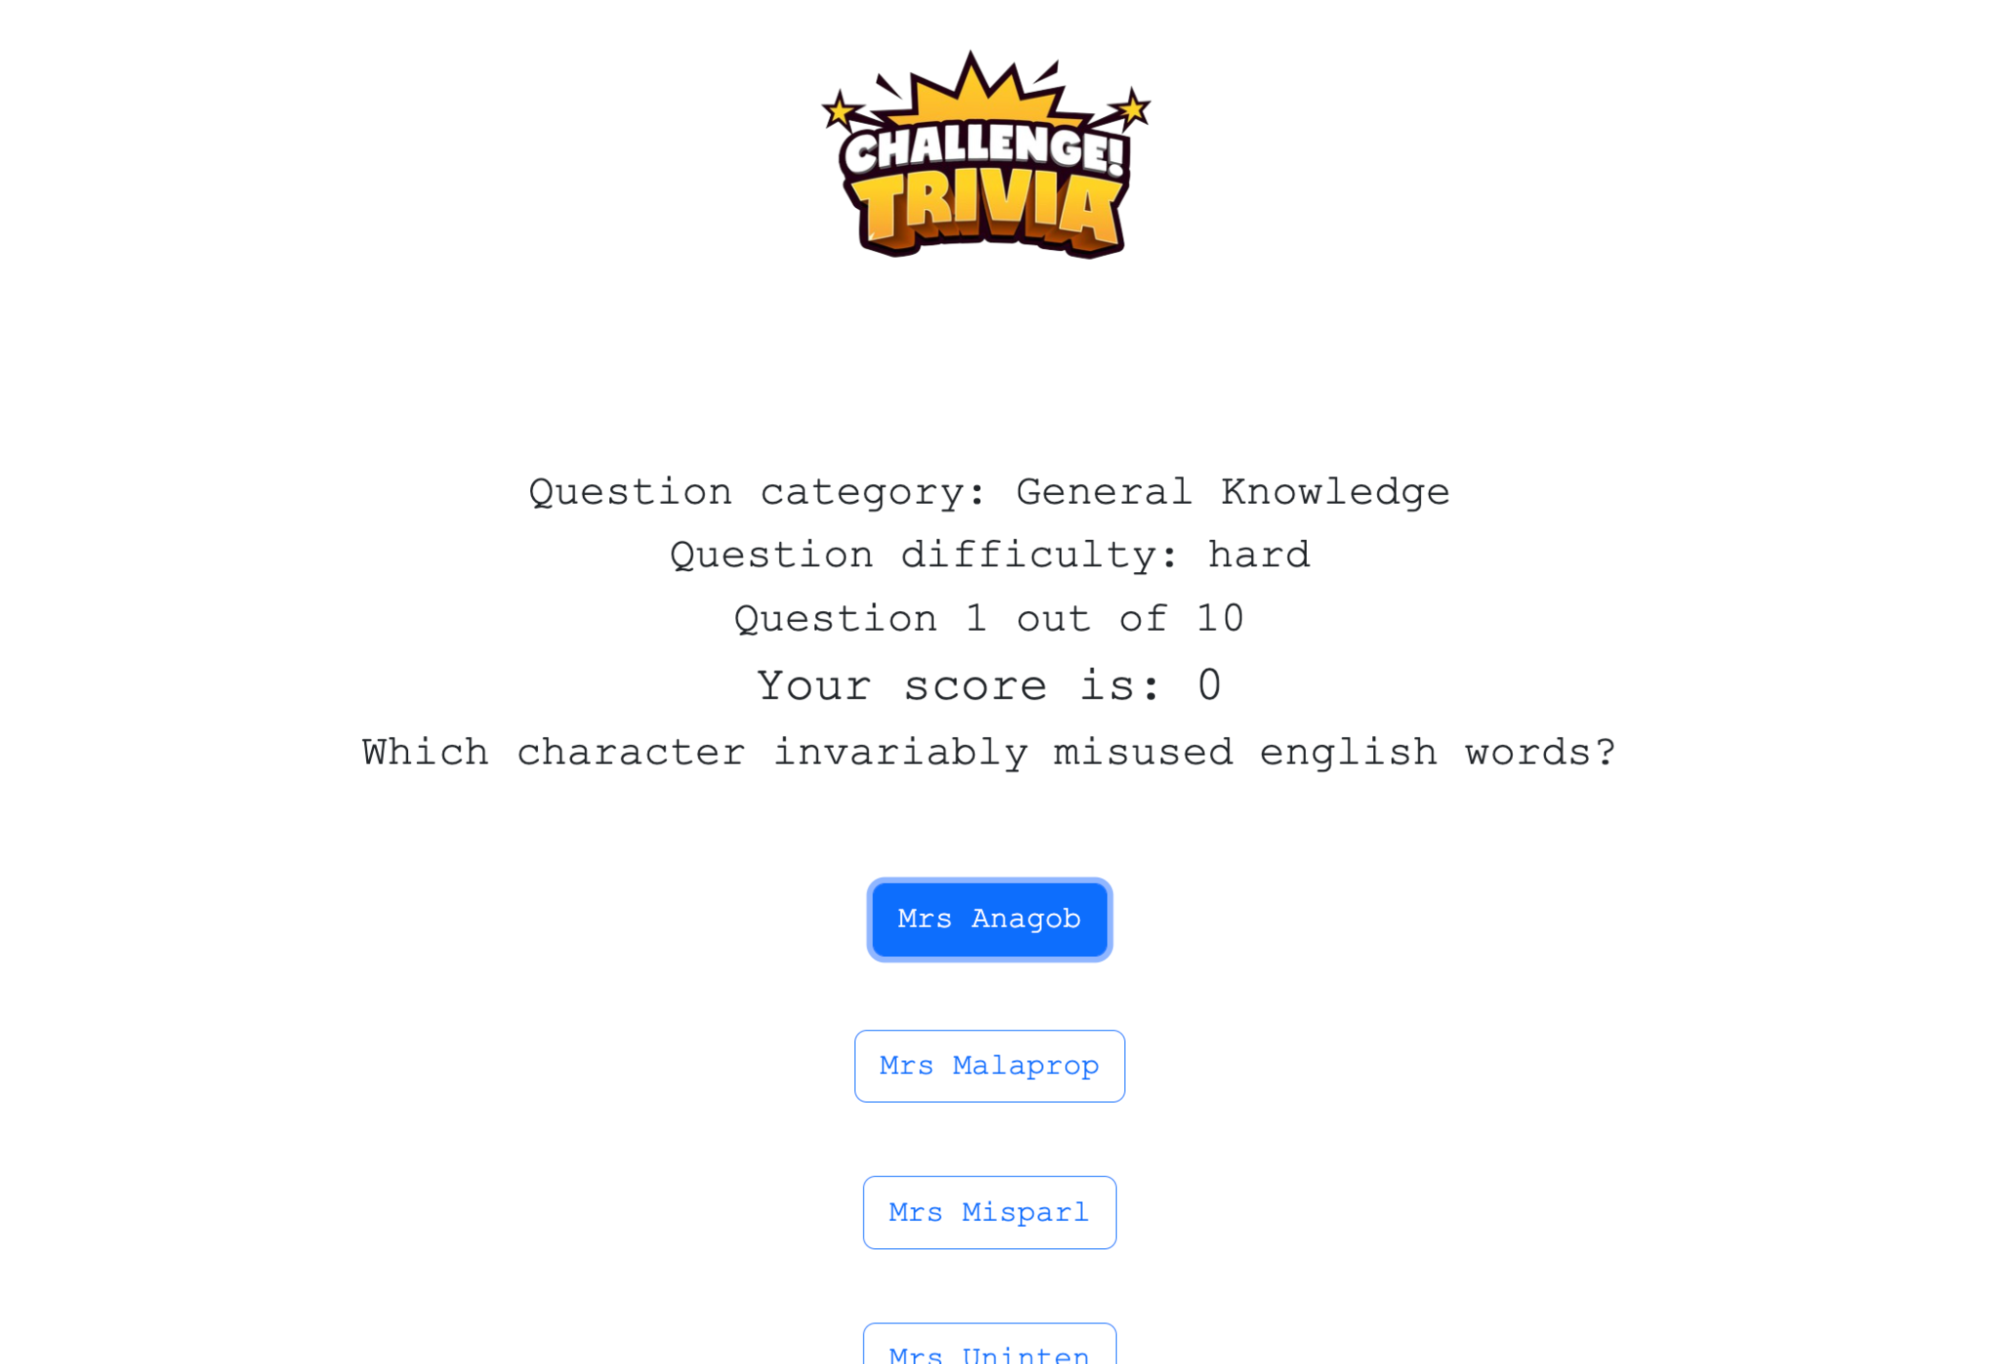 CHALLENGE!
TRIVIA
Question category: General Knowledge
Question difficulty: hard
Question 1 out of 10
Your score is: 0
Which character invariably misused english words?
Mrs Anagob
Mrs Malaprop
Mrs Misparl
Mrs Uninten